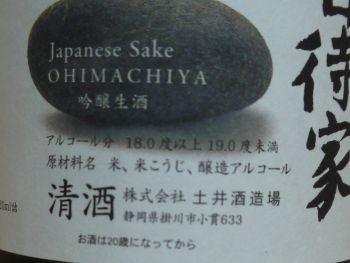 Japanese Sake
OHIMACHIYA
吟醸生酒
待家
アルコール分 18.0度以上19.0度未満
原材料名 米、米こうじ、醸造アルコール
清酒 株式会社 土井酒造場
静岡県掛川市小貫633
お酒は20歳になってから